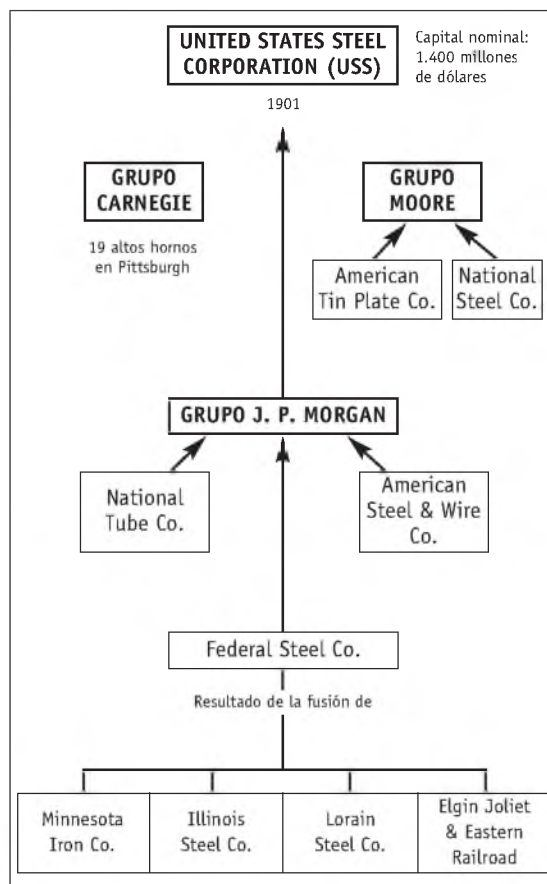 UNITED STATES STEEL
CORPORATION (USS)
Capital nominal:
1.400 millones
de dólares
1901
GRUPO
CARNEGIE
19 altos hornos
en Pittsburgh
GRUPO
MOORE
American
Tin Plate Co.
National
Steel Co.
GRUPO J. P. MORGAN
National
Tube Co.
American
Steel & Wire
Co.
Federal Steel Co.
Resultado de la fusión de
Minnesota
Iron Co.
Illinois
Steel Co.
Lorain
Steel Co.
Elgin Joliet
& Eastern
Railroad